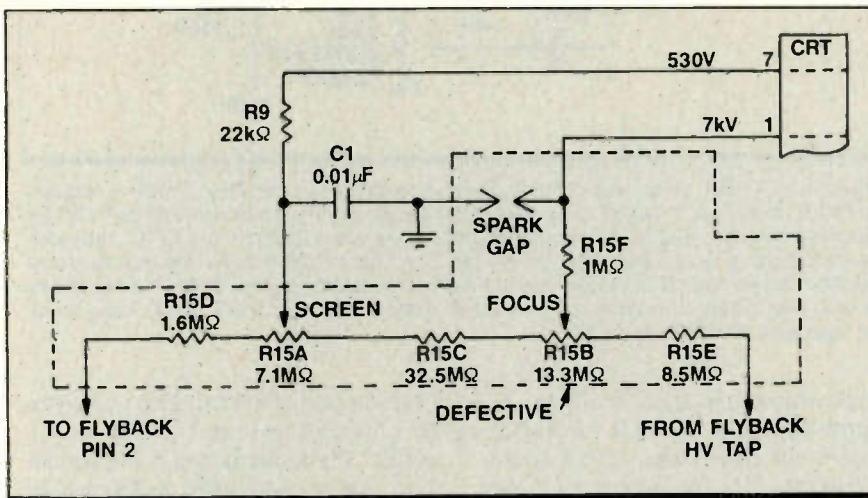 CRT
530V
7
R9
22kΩ
7kV
1
C1
0.01μF
SPARK
GAP
R15F
1MΩ
R15D
1.6MΩ
SCREEN
FOCUS
R15A
7.1MΩ
R15C
32.5MΩ
R15B
13.3MΩ
R15E
8.5MΩ
DEFECTIVE
TO FLYBACK
PIN 2
FROM FLYBACK
HV TAP